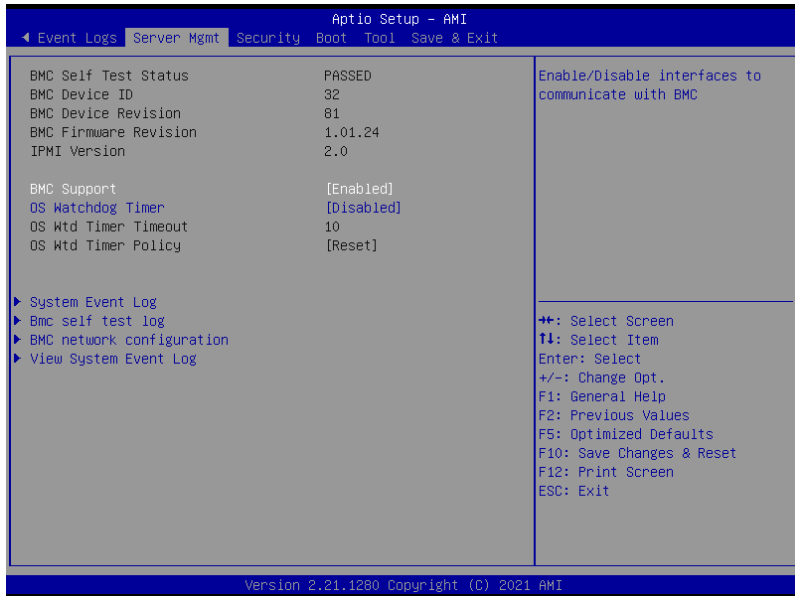 Aptio Setup – AMI
Event Logs Server Mgmt Security Boot Tool Save & Exit
BMC Self Test Status PASSED
BMC Device ID 32
BMC Device Revision 81
BMC Firmware Revision 1.01.24
IPMI Version 2.0
BMC Support [Enabled]
OS Watchdog Timer [Disabled]
OS Wtd Timer Timeout 10
OS Wtd Timer Policy [Reset]
System Event Log
Bmc self test log
BMC network configuration
View System Event Log
Enable/Disable interfaces to
communicate with BMC
→←: Select Screen
↑↓: Select Item
Enter: Select
+/-: Change Opt.
F1: General Help
F2: Previous Values
F5: Optimized Defaults
F10: Save Changes & Reset
F12: Print Screen
ESC: Exit
Version 2.21.1280 Copyright (C) 2021 AMI